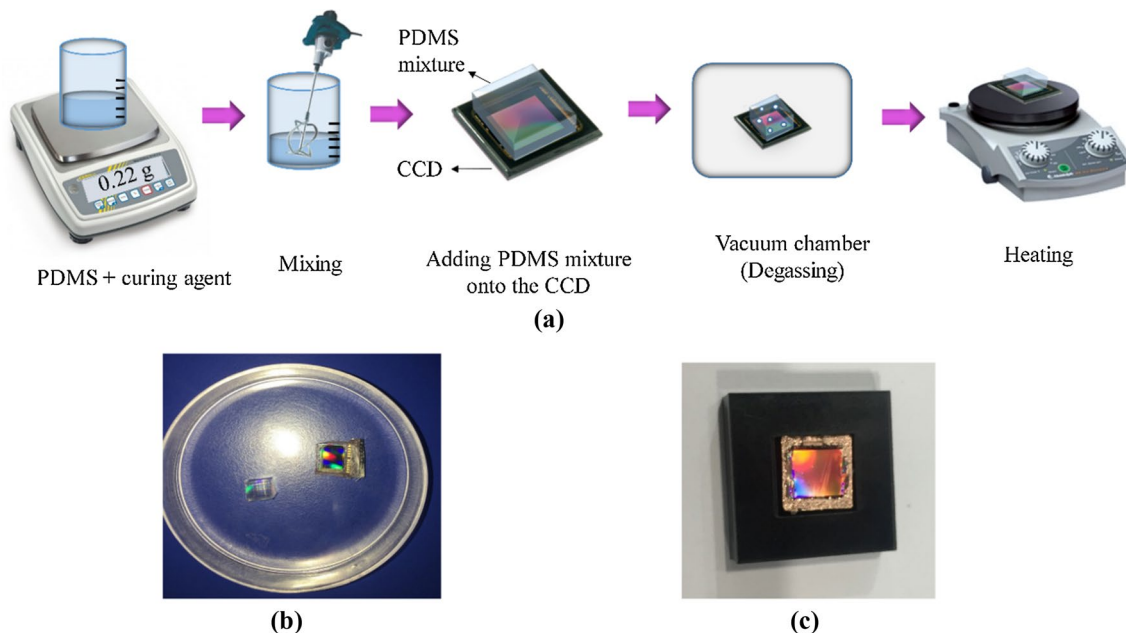 PDMS
mixture
CCD
0.22 g
PDMS + curing agent
Mixing
Adding PDMS mixture
onto the CCD
Vacuum chamber
(Degassing)
Heating
(a)
(b)
(c)